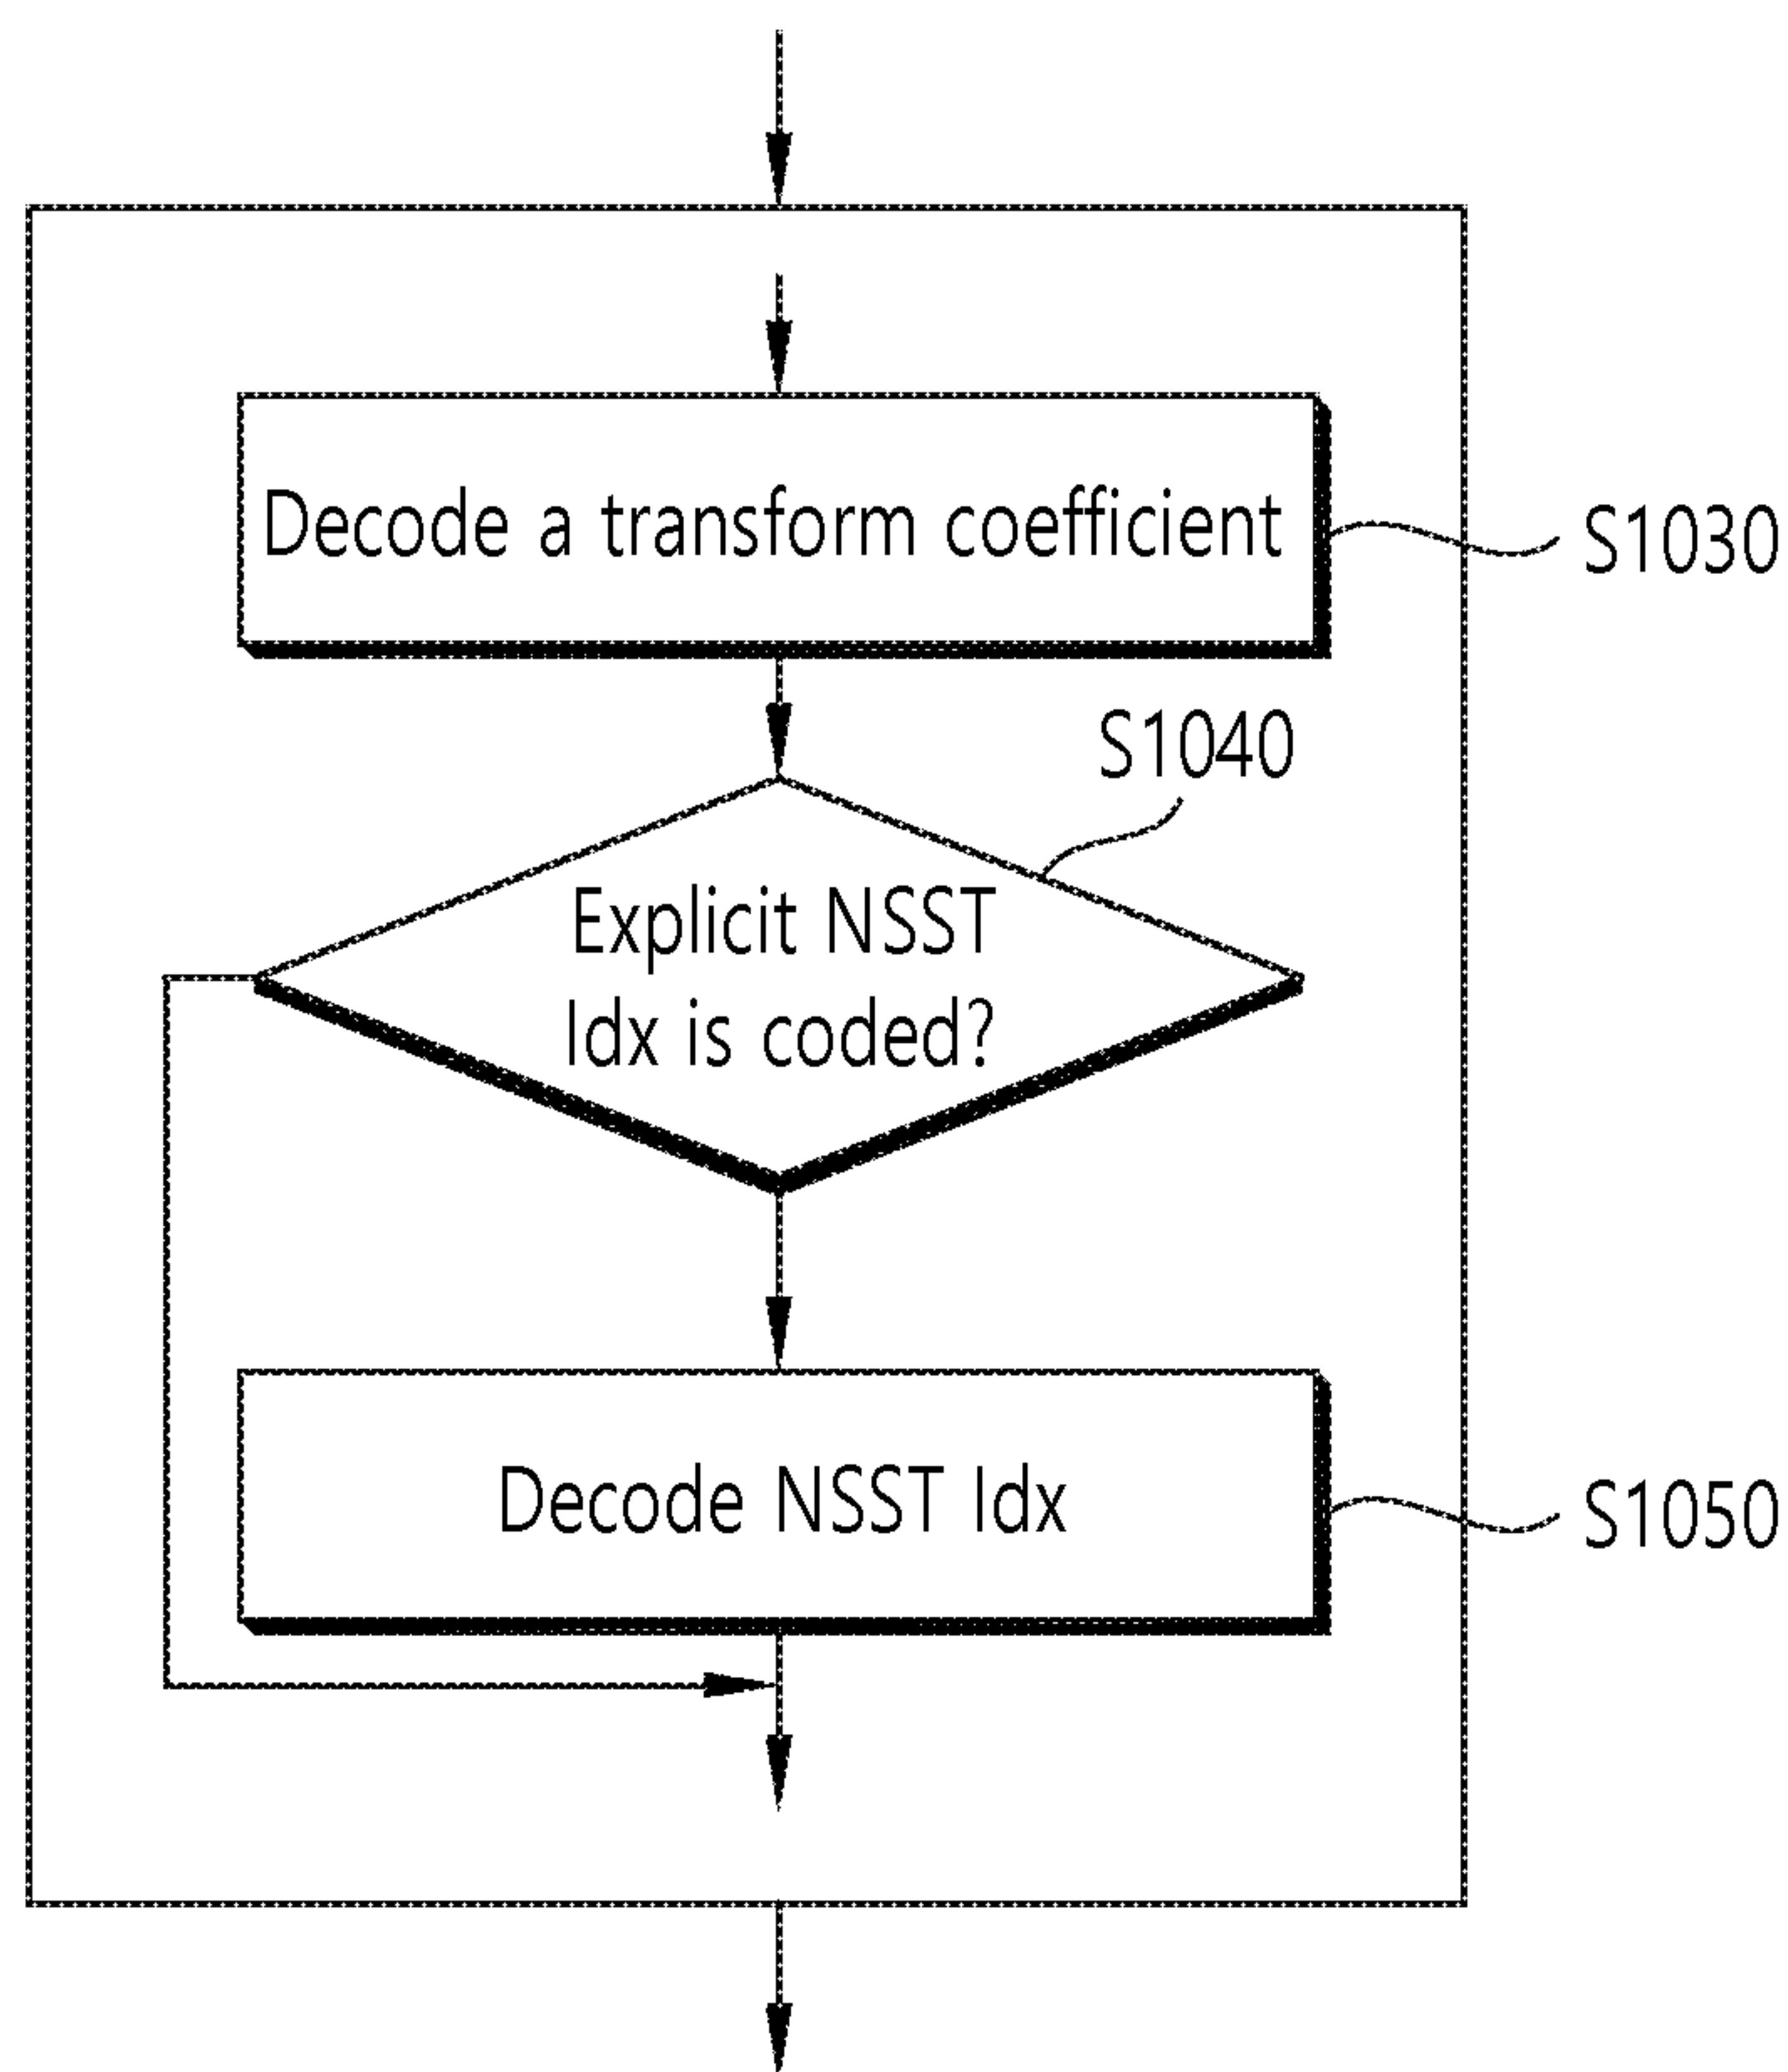 Decode a transform coefficient
S1030
S1040
Explicit NSST
Idx is coded?
Decode NSST Idx
S1050